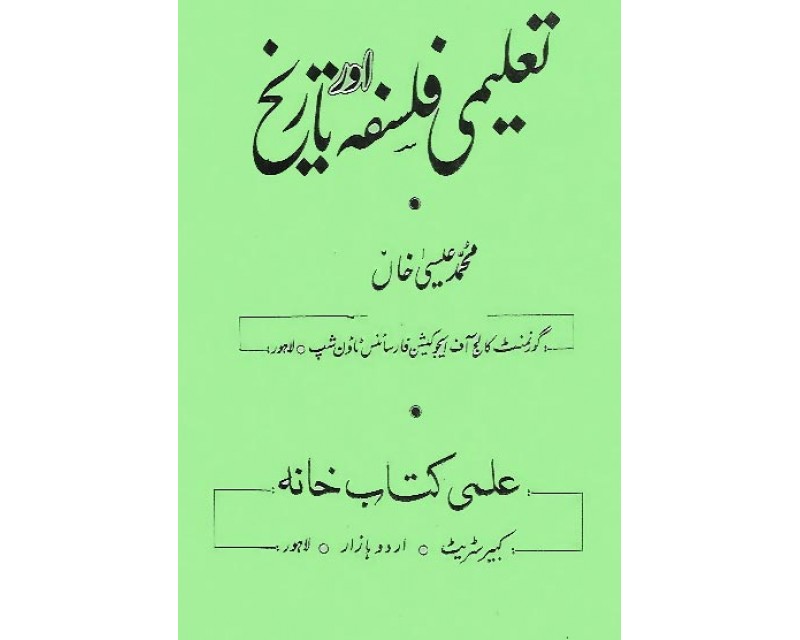 تعلیمی فلسفہ اور تاریخ
محمد عیسیٰ خاں
گورنمنٹ کالج آف ایجوکیشن فار سائنس ٹاؤن شپ ○ لاہور
علمی کتاب خانہ
کبیر سٹریٹ ○ اردو بازار ○ لاہور